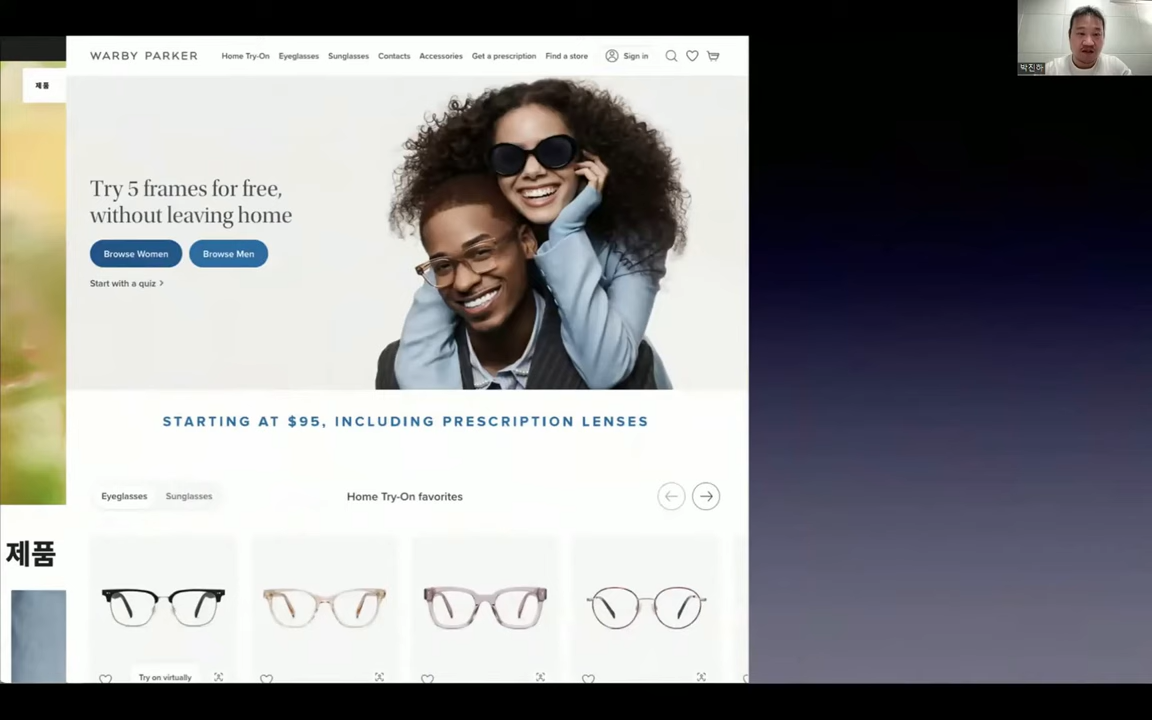 박진하
제품
WARBY PARKER
Home Try-On Eyeglasses Sunglasses Contacts Accessories Get a prescription Find a store Sign in
Try 5 frames for free,
without leaving home
Browse Women Browse Men
Start with a quiz >
STARTING AT $95, INCLUDING PRESCRIPTION LENSES
Eyeglasses Sunglasses Home Try-On favorites
제품
Try on virtually